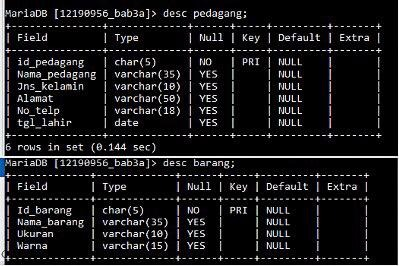 MariaDB [12190956_bab3a]> desc pedagang;
+---------------+-------------+------+-----+---------+-------+
| Field | Type | Null | Key | Default | Extra |
+---------------+-------------+------+-----+---------+-------+
| id_pedagang | char(5) | NO | PRI | NULL | |
| Nama_pedagang | varchar(35) | YES | | NULL | |
| Jns_kelamin | varchar(10) | YES | | NULL | |
| Alamat | varchar(50) | YES | | NULL | |
| No_telp | varchar(18) | YES | | NULL | |
| tgl_lahir | date | YES | | NULL | |
+---------------+-------------+------+-----+---------+-------+
6 rows in set (0.144 sec)
MariaDB [12190956_bab3a]> desc barang;
+-------------+-------------+------+-----+---------+-------+
| Field | Type | Null | Key | Default | Extra |
+-------------+-------------+------+-----+---------+-------+
| Id_barang | char(5) | NO | PRI | NULL | |
| Nama_barang | varchar(35) | YES | | NULL | |
| Ukuran | varchar(10) | YES | | NULL | |
| Warna | varchar(15) | YES | | NULL | |
+-------------+-------------+------+-----+---------+-------+